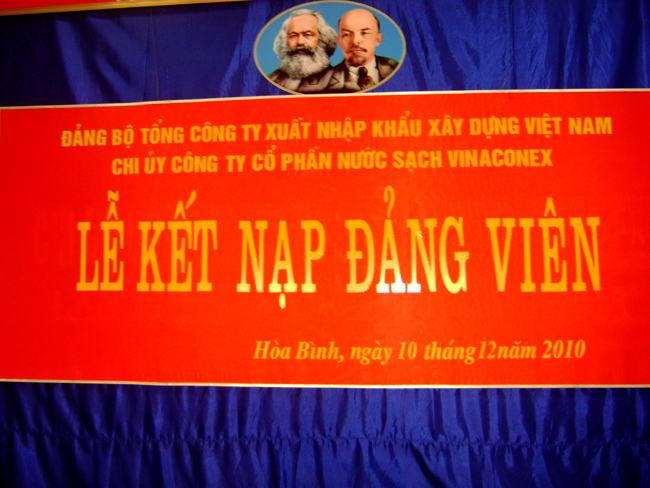 ĐẢNG BỘ TỔNG CÔNG TY XUẤT NHẬP KHẨU XÂY DỰNG VIỆT NAM
CHI ỦY CÔNG TY CỔ PHẦN NƯỚC SẠCH VINACONEX
LỄ KẾT NẠP ĐẢNG VIÊN
Hòa Bình, ngày 10 tháng12năm 2010